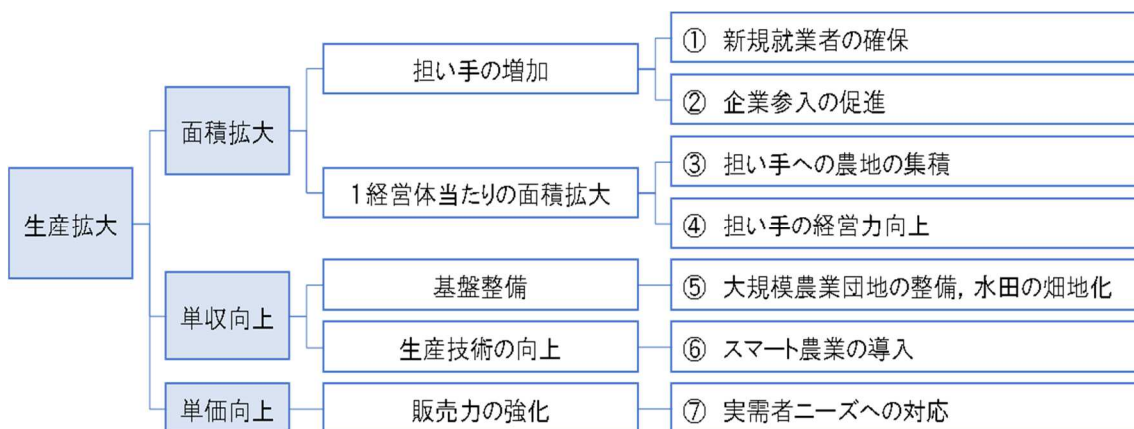 生産拡大
面積拡大
担い手の増加
① 新規就業者の確保
② 企業参入の促進
1経営体当たりの面積拡大
③ 担い手への農地の集積
④ 担い手の経営力向上
単収向上
基盤整備
⑤ 大規模農業団地の整備，水田の畑地化
生産技術の向上
⑥ スマート農業の導入
単価向上
販売力の強化
⑦ 実需者ニーズへの対応